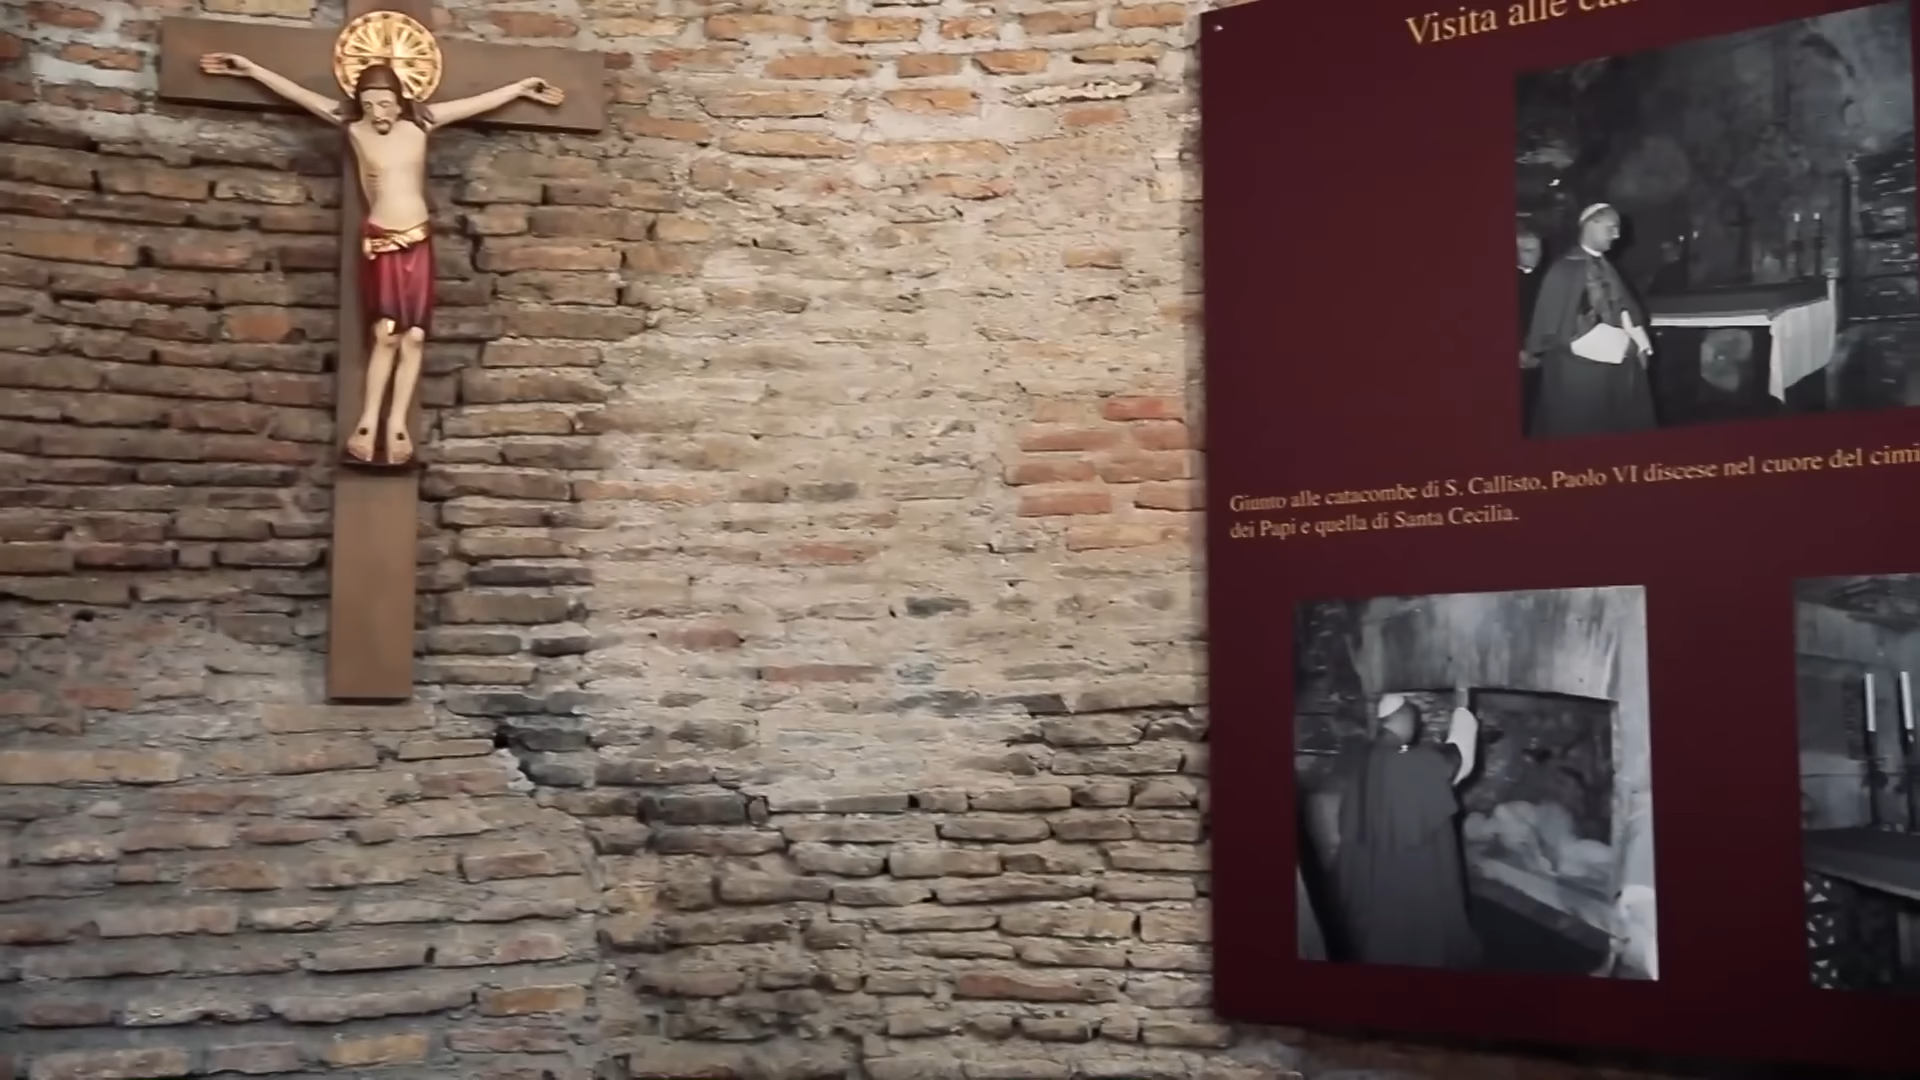 Visita alle
Giunto alle catacombe di S. Callisto, Paolo VI discese nel cuore del
dei Papi e quella di Santa Cecilia.